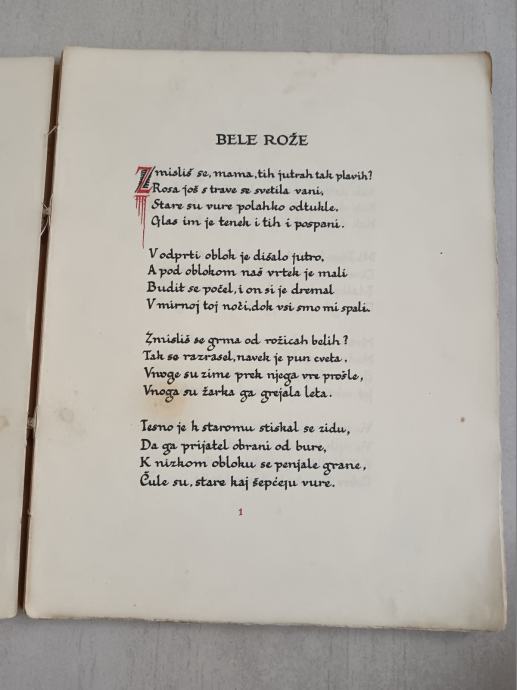 BELE ROŽE
Zmisliš se, mama, tih jutrah tak plavih?
Rosa još s trave se svetila vani,
Stare su vure polahko odtukle.
Glas im je tenek i tih i pospani.
V odprti oblok je dišalo jutro,
A pod oblokom naš vrtek je mali
Budit se počel, i on si je dremal
V mirnoj toj noči, dok vsi smo mi spali.
Zmisliš se grma od rožicah belih?
Tak se razrasel, navek je pun cveta.
Vnoge su zime prek njega vre prošle,
Vnoga su žarka ga grejala leta.
Tesno je k staromu stiskal se zidu,
Da ga prijatel obrani od bure,
K nizkom obloku se penjale grane,
Čule su, stare kaj šepćeju vure.
1